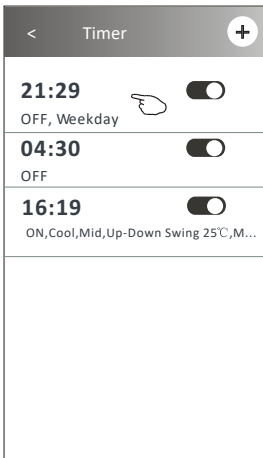 < Timer +
21:29
OFF, Weekday
04:30
OFF
16:19
ON,Cool,Mid,Up-Down Swing 25℃,M...